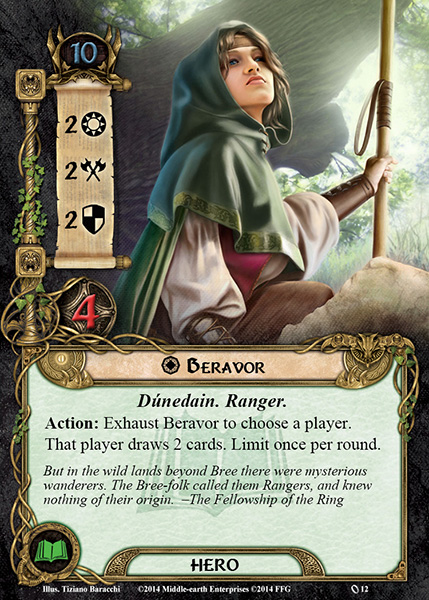 10
2
2
2
4
Beravor
Dúnedain. Ranger.
Action: Exhaust Beravor to choose a player.
That player draws 2 cards. Limit once per round.
But in the wild lands beyond Bree there were mysterious
wanderers. The Bree-folk called them Rangers, and knew
nothing of their origin. –The Fellowship of the Ring
HERO
Illus. Tiziano Baracchi ©2014 Middle-earth Enterprises ©2014 FFG 12